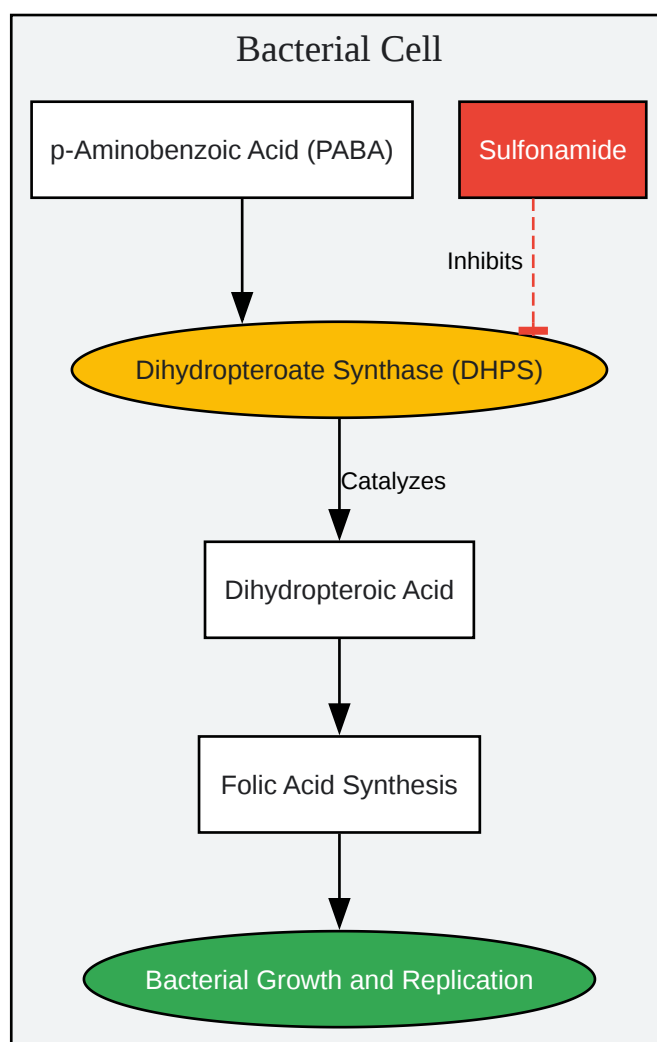 Bacterial Cell
p-Aminobenzoic Acid (PABA)
Sulfonamide
Inhibits
Dihydropteroate Synthase (DHPS)
Catalyzes
Dihydropteroic Acid
Folic Acid Synthesis
Bacterial Growth and Replication